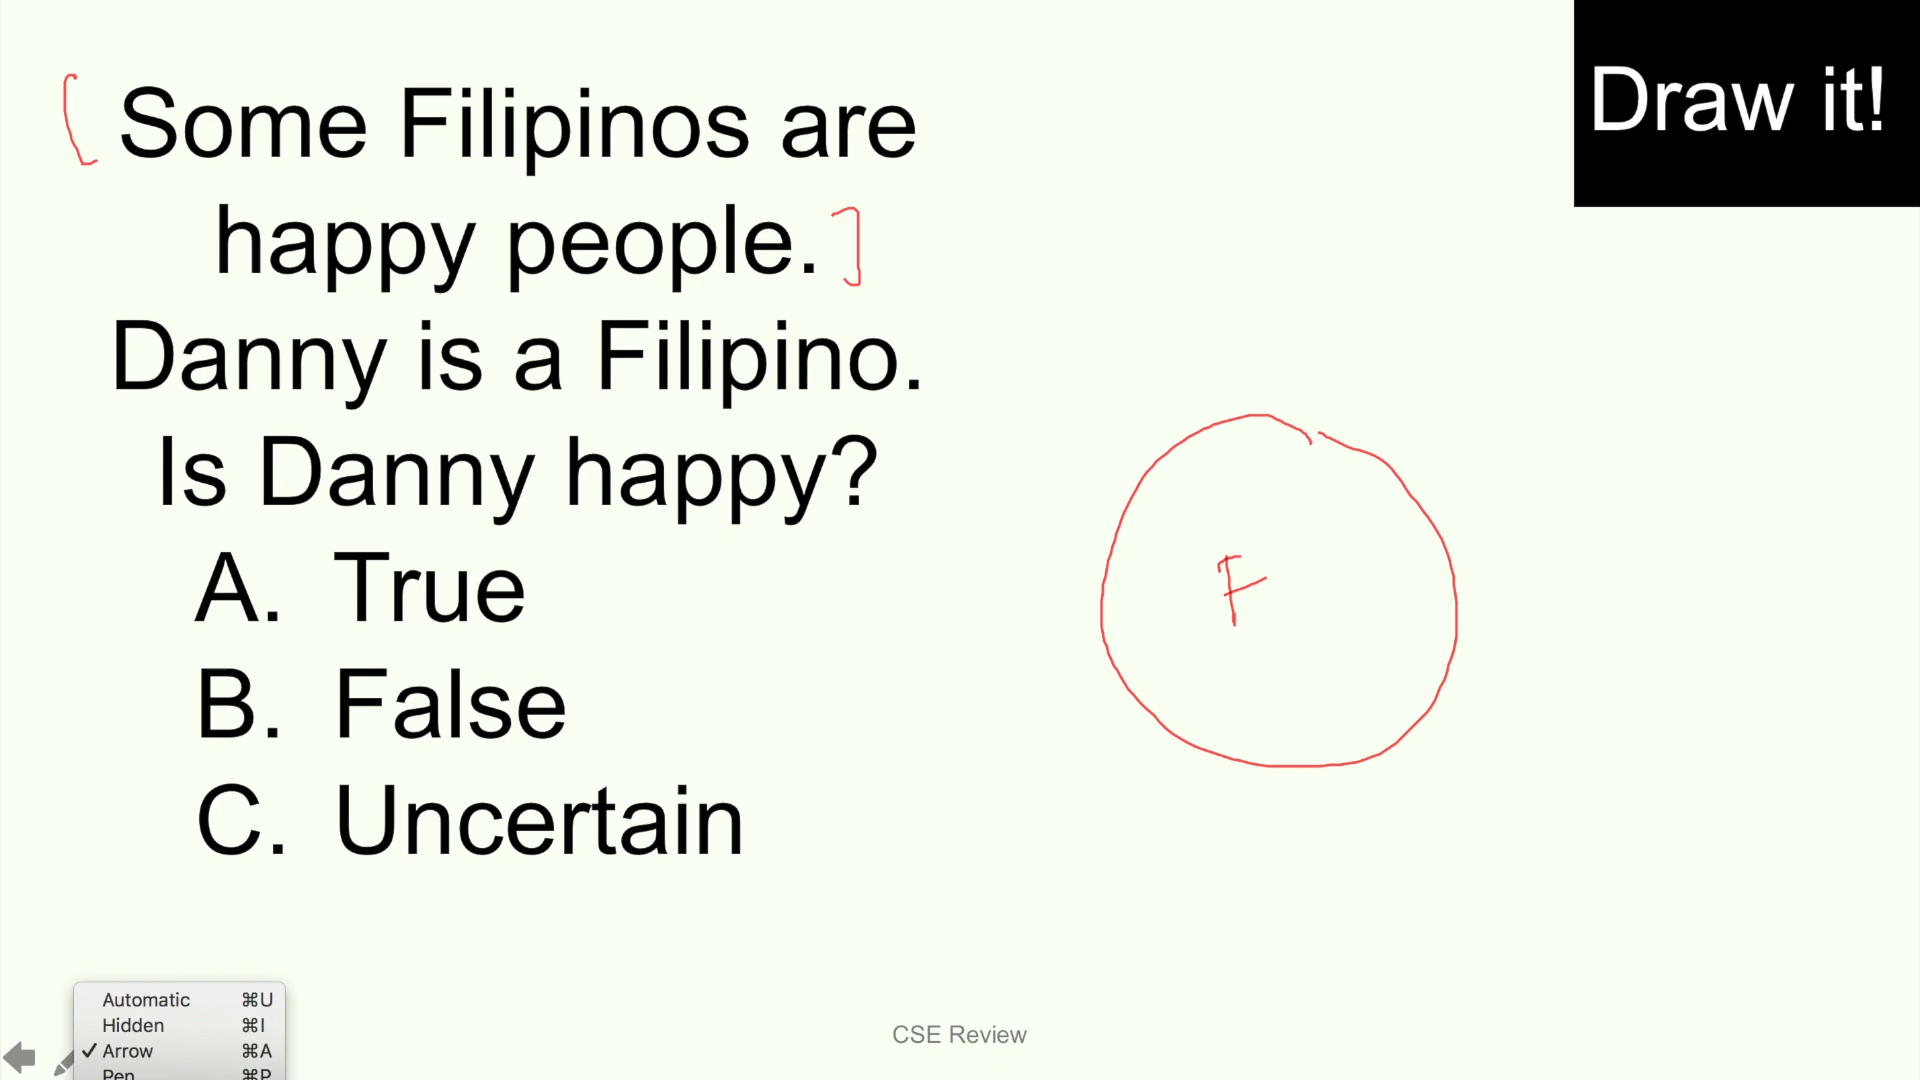 Draw it!
Some Filipinos are
happy people.
Danny is a Filipino.
Is Danny happy?
A. True
B. False
C. Uncertain
F
Automatic ⌘U
Hidden ⌘I
✓ Arrow ⌘A
Pen ⌘P
CSE Review